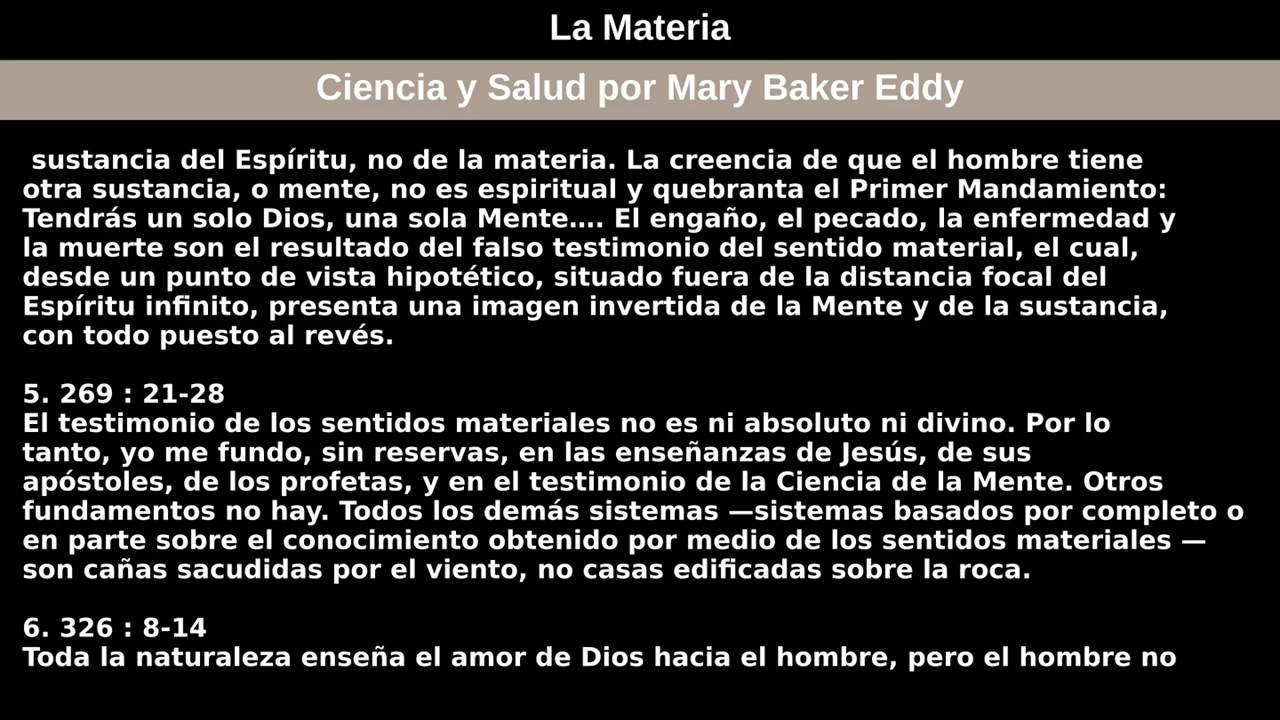 La Materia
Ciencia y Salud por Mary Baker Eddy
sustancia del Espíritu, no de la materia. La creencia de que el hombre tiene
otra sustancia, o mente, no es espiritual y quebranta el Primer Mandamiento:
Tendrás un solo Dios, una sola Mente.... El engaño, el pecado, la enfermedad y
la muerte son el resultado del falso testimonio del sentido material, el cual,
desde un punto de vista hipotético, situado fuera de la distancia focal del
Espíritu infinito, presenta una imagen invertida de la Mente y de la sustancia,
con todo puesto al revés.
5. 269 : 21-28
El testimonio de los sentidos materiales no es ni absoluto ni divino. Por lo
tanto, yo me fundo, sin reservas, en las enseñanzas de Jesús, de sus
apóstoles, de los profetas, y en el testimonio de la Ciencia de la Mente. Otros
fundamentos no hay. Todos los demás sistemas —sistemas basados por completo o
en parte sobre el conocimiento obtenido por medio de los sentidos materiales —
son cañas sacudidas por el viento, no casas edificadas sobre la roca.
6. 326 : 8-14
Toda la naturaleza enseña el amor de Dios hacia el hombre, pero el hombre no